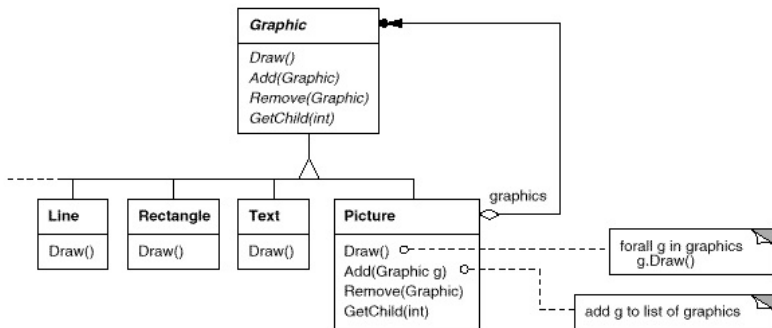 Graphic
Draw()
Add(Graphic)
Remove(Graphic)
GetChild(int)
graphics
Line
Draw()
Rectangle
Draw()
Text
Draw()
Picture
Draw()
Add(Graphic g)
Remove(Graphic)
GetChild(int)
forall g in graphics
g.Draw()
add g to list of graphics